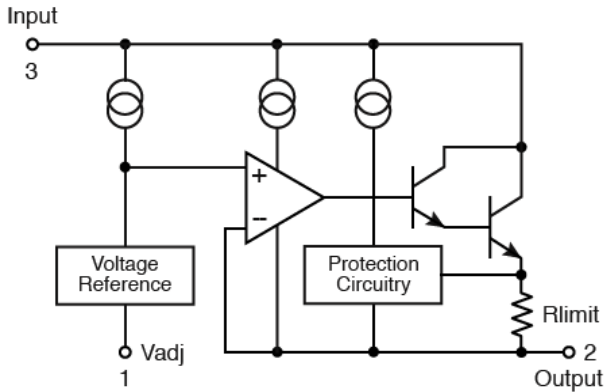 Input
3
+
--
Voltage
Reference
Protection
Circuitry
Rlimit
Vadj
1
2
Output